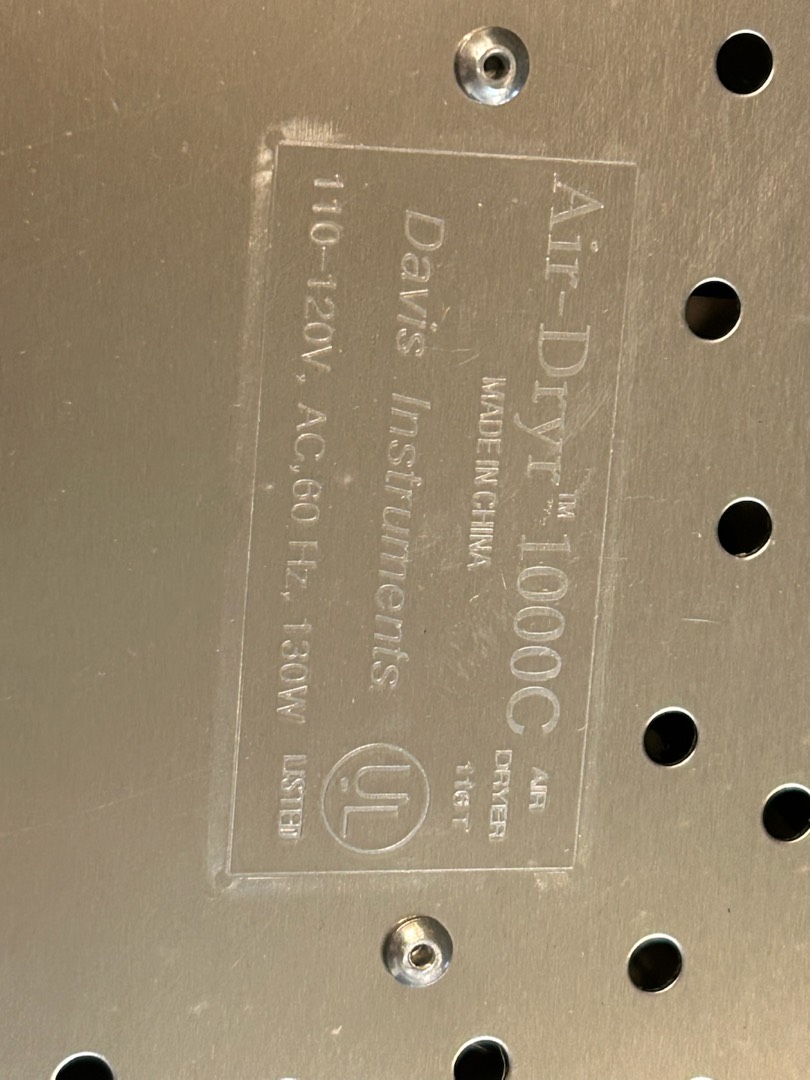 Air-Dryr™ 1000C
MADE IN CHINA
Davis Instruments
110-120V, AC,60 Hz, 130W
AIR
DRYER
11GT
UL
LISTED